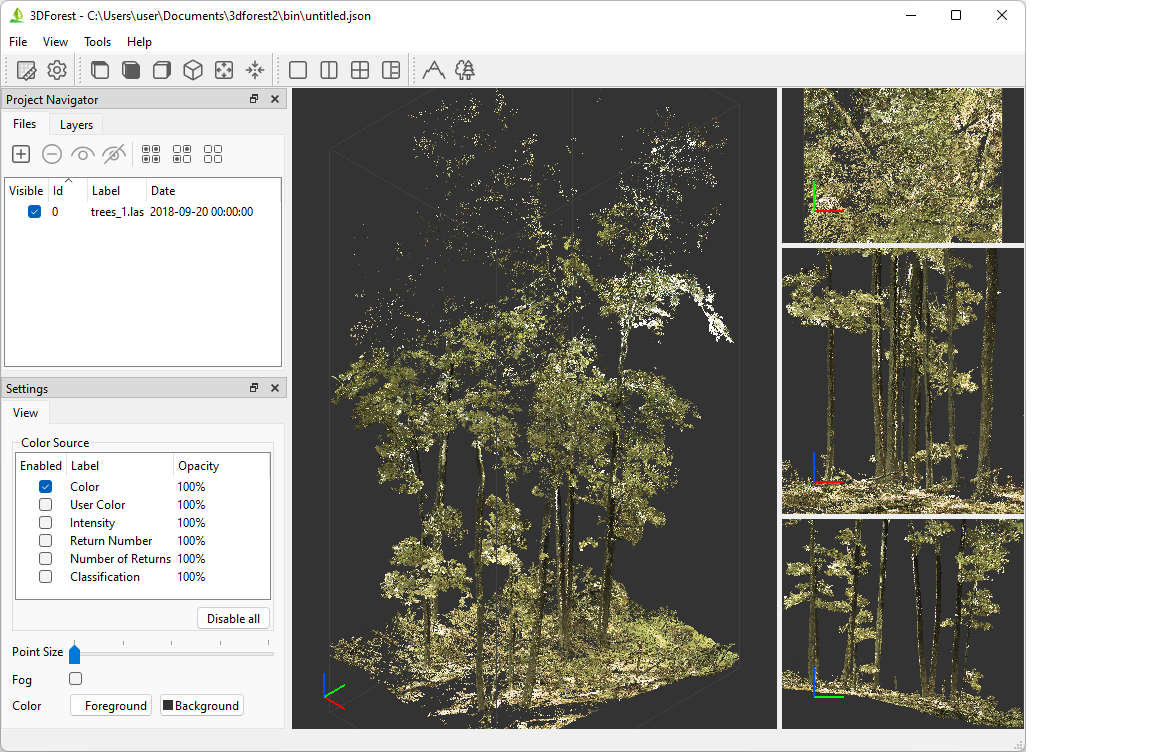 3DForest - C:\Users\user\Documents\3dforest2\bin\untitled.json
File View Tools Help
Project Navigator
Files Layers
Visible Id Label Date
0 trees_1.las 2018-09-20 00:00:00
Settings
View
Color Source
Enabled Label Opacity
Color 100%
User Color 100%
Intensity 100%
Return Number 100%
Number of Returns 100%
Classification 100%
Disable all
Point Size
Fog
Color Foreground Background